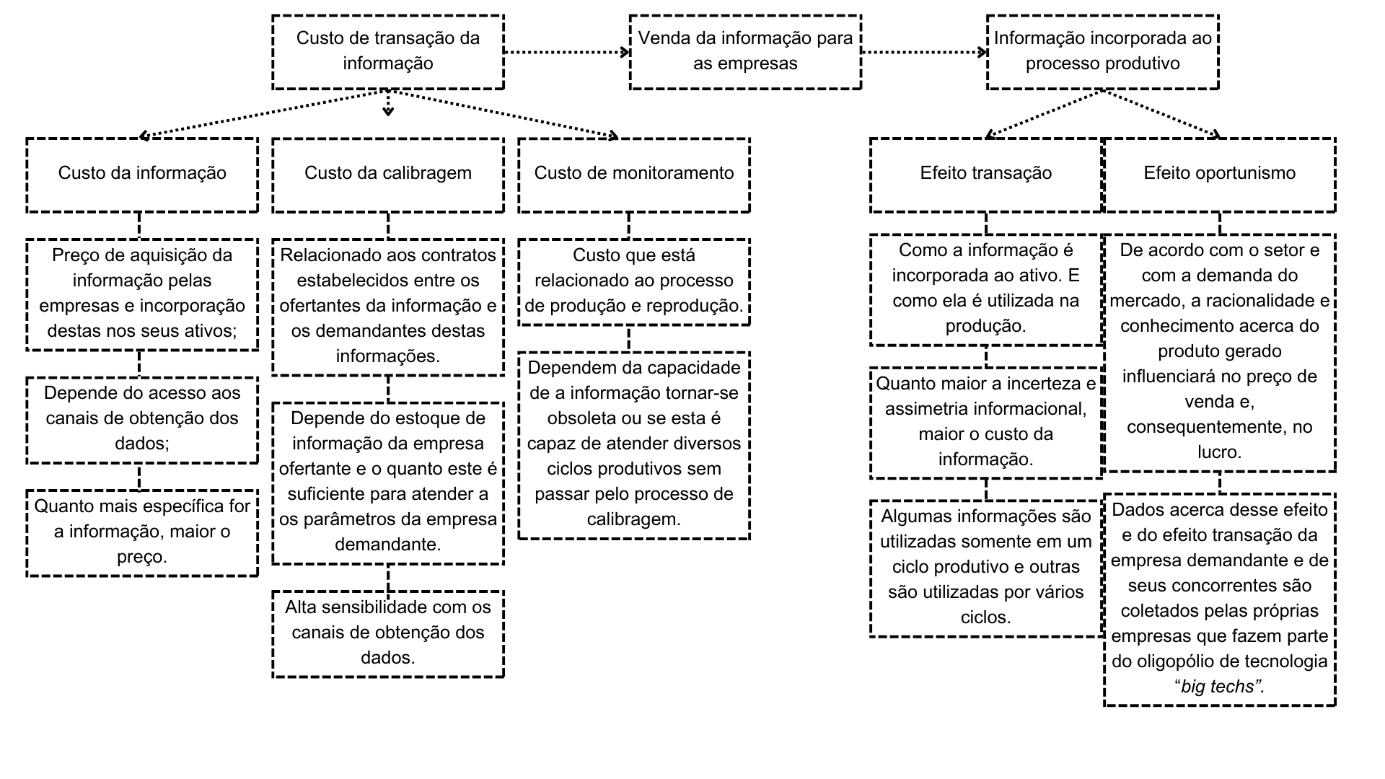 Custo de transação da
informação
Venda da informação para
as empresas
Informação incorporada ao
processo produtivo
Custo da informação
Custo da calibragem
Custo de monitoramento
Efeito transação
Efeito oportunismo
Preço de aquisição da
informação pelas
empresas e incorporação
destas nos seus ativos;
Depende do acesso aos
canais de obtenção dos
dados;
Quanto mais específica for
a informação, maior o
preço.
Relacionado aos contratos
estabelecidos entre os
ofertantes da informação e
os demandantes destas
informações.
Depende do estoque de
informação da empresa
ofertante e o quanto este é
suficiente para atender a
os parâmetros da empresa
demandante.
Alta sensibilidade com os
canais de obtenção dos
dados.
Custo que está
relacionado ao processo
de produção e reprodução.
Dependem da capacidade
de a informação tornar-se
obsoleta ou se esta é
capaz de atender diversos
ciclos produtivos sem
passar pelo processo de
calibragem.
Como a informação é
incorporada ao ativo. E
como ela é utilizada na
produção.
Quanto maior a incerteza e
assimetria informacional,
maior o custo da
informação.
Algumas informações são
utilizadas somente em um
ciclo produtivo e outras
são utilizadas por vários
ciclos.
De acordo com o setor e
com a demanda do
mercado, a racionalidade e
conhecimento acerca do
produto gerado
influenciará no preço de
venda e,
consequentemente, no
lucro.
Dados acerca desse efeito
e do efeito transação da
empresa demandante e de
seus concorrentes são
coletados pelas próprias
empresas que fazem parte
do oligopólio de tecnologia
“big techs”.